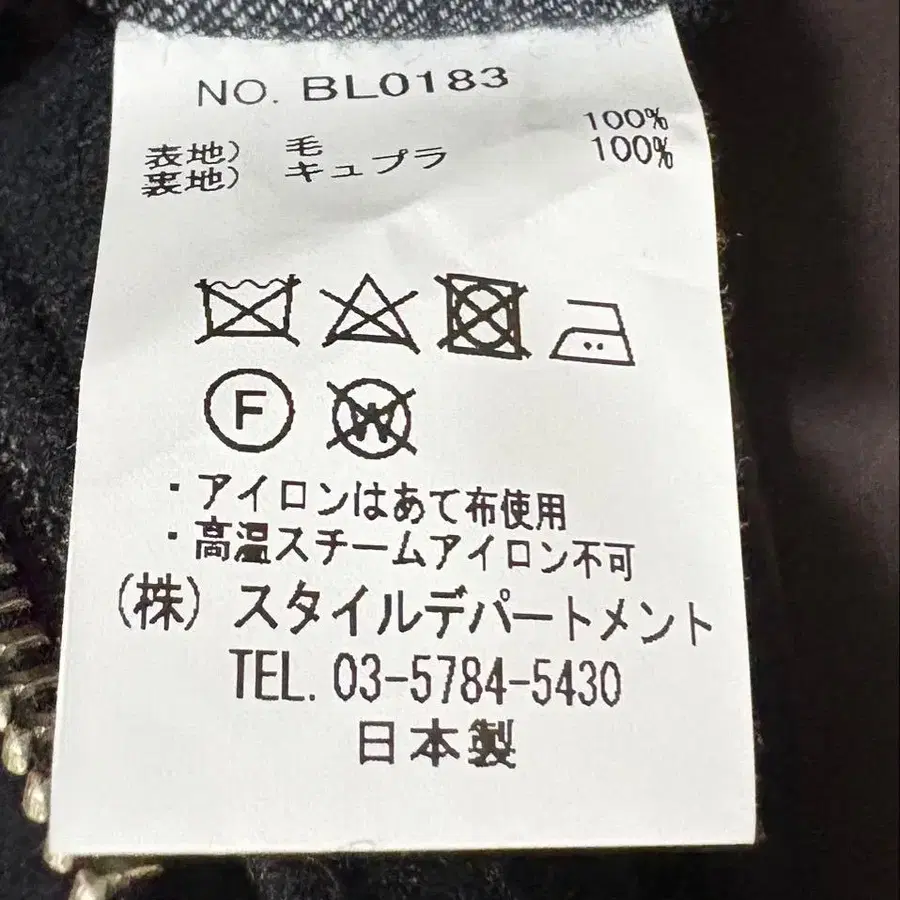 NO. BL0183
表地) 毛 100%
裏地) キュプラ 100%
F
W
・アイロンはあて布使用
・高温スチームアイロン不可
(株) スタイルデパートメント
TEL. 03-5784-5430
日本製